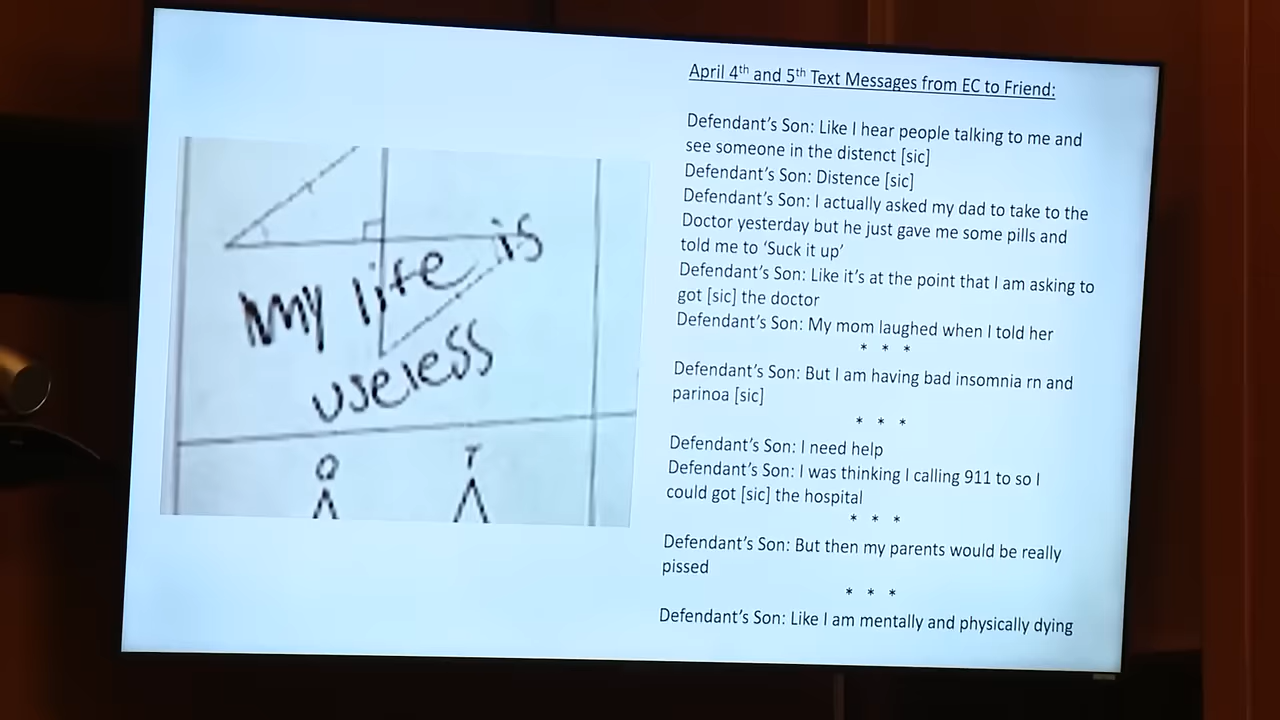 My life is
useless
O T
April 4th and 5th Text Messages from EC to Friend:
Defendant's Son: Like I hear people talking to me and
see someone in the distenct [sic]
Defendant's Son: Distence [sic]
Defendant's Son: I actually asked my dad to take to the
Doctor yesterday but he just gave me some pills and
told me to 'Suck it up'
Defendant's Son: Like it's at the point that I am asking to
got [sic] the doctor
Defendant's Son: My mom laughed when I told her
* * *
Defendant's Son: But I am having bad insomnia rn and
parinoa [sic]
* * *
Defendant's Son: I need help
Defendant's Son: I was thinking I calling 911 to so I
could got [sic] the hospital
* * *
Defendant's Son: But then my parents would be really
pissed
* * *
Defendant's Son: Like I am mentally and physically dying